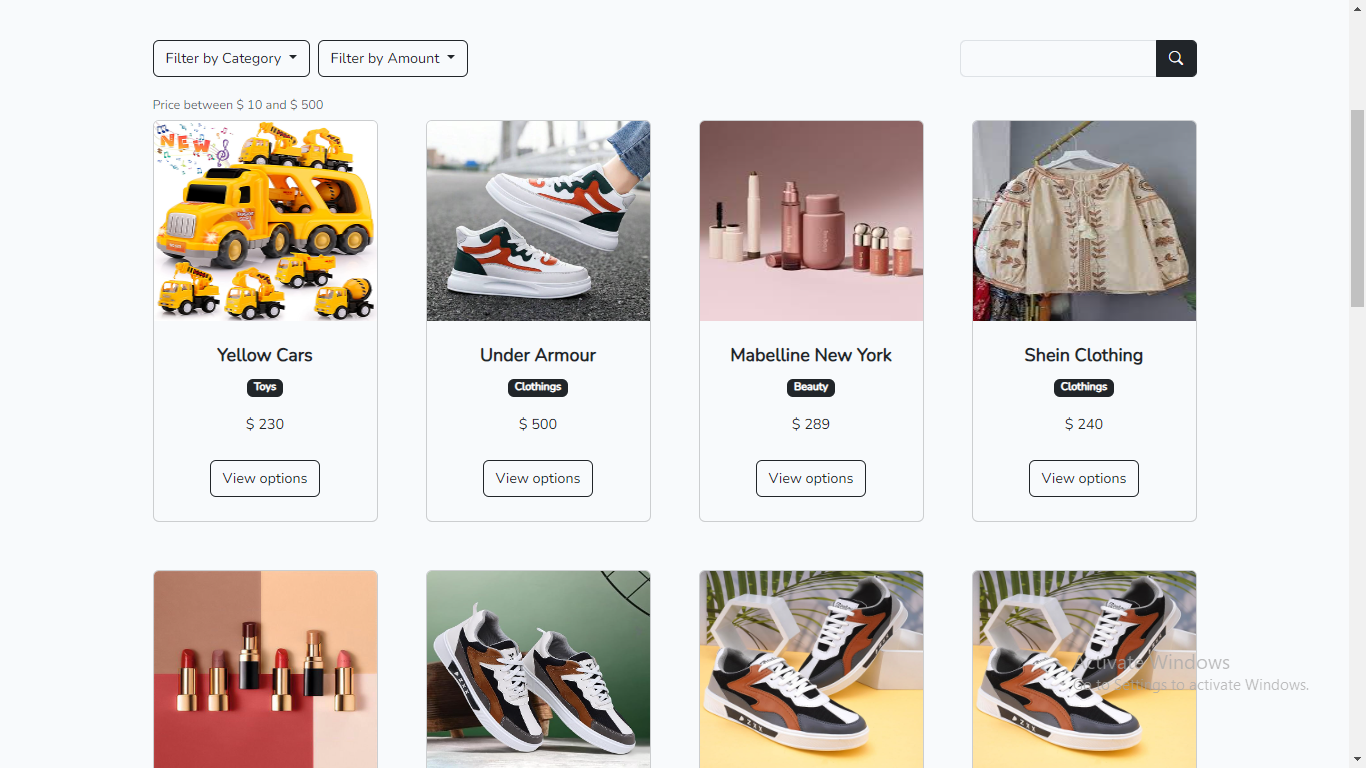 Filter by Category
Filter by Amount
Price between $ 10 and $ 500
NEW
Yellow Cars
Toys
$ 230
View options
Under Armour
Clothings
$ 500
View options
Mabelline New York
Beauty
$ 289
View options
Shein Clothing
Clothings
$ 240
View options
Activate Windows
Go to Settings to activate Windows.